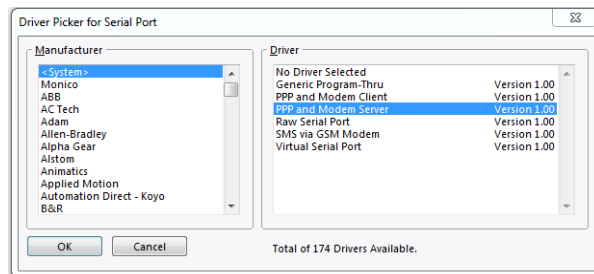 Driver Picker for Serial Port
Manufacturer
<System>
Monico
ABB
AC Tech
Adam
Allen-Bradley
Alpha Gear
Alstom
Animatics
Applied Motion
Automation Direct - Koyo
B&R
Driver
No Driver Selected
Generic Program-Thru Version 1.00
PPP and Modem Client Version 1.00
PPP and Modem Server Version 1.00
Raw Serial Port Version 1.00
SMS via GSM Modem Version 1.00
Virtual Serial Port Version 1.00
OK Cancel Total of 174 Drivers Available.